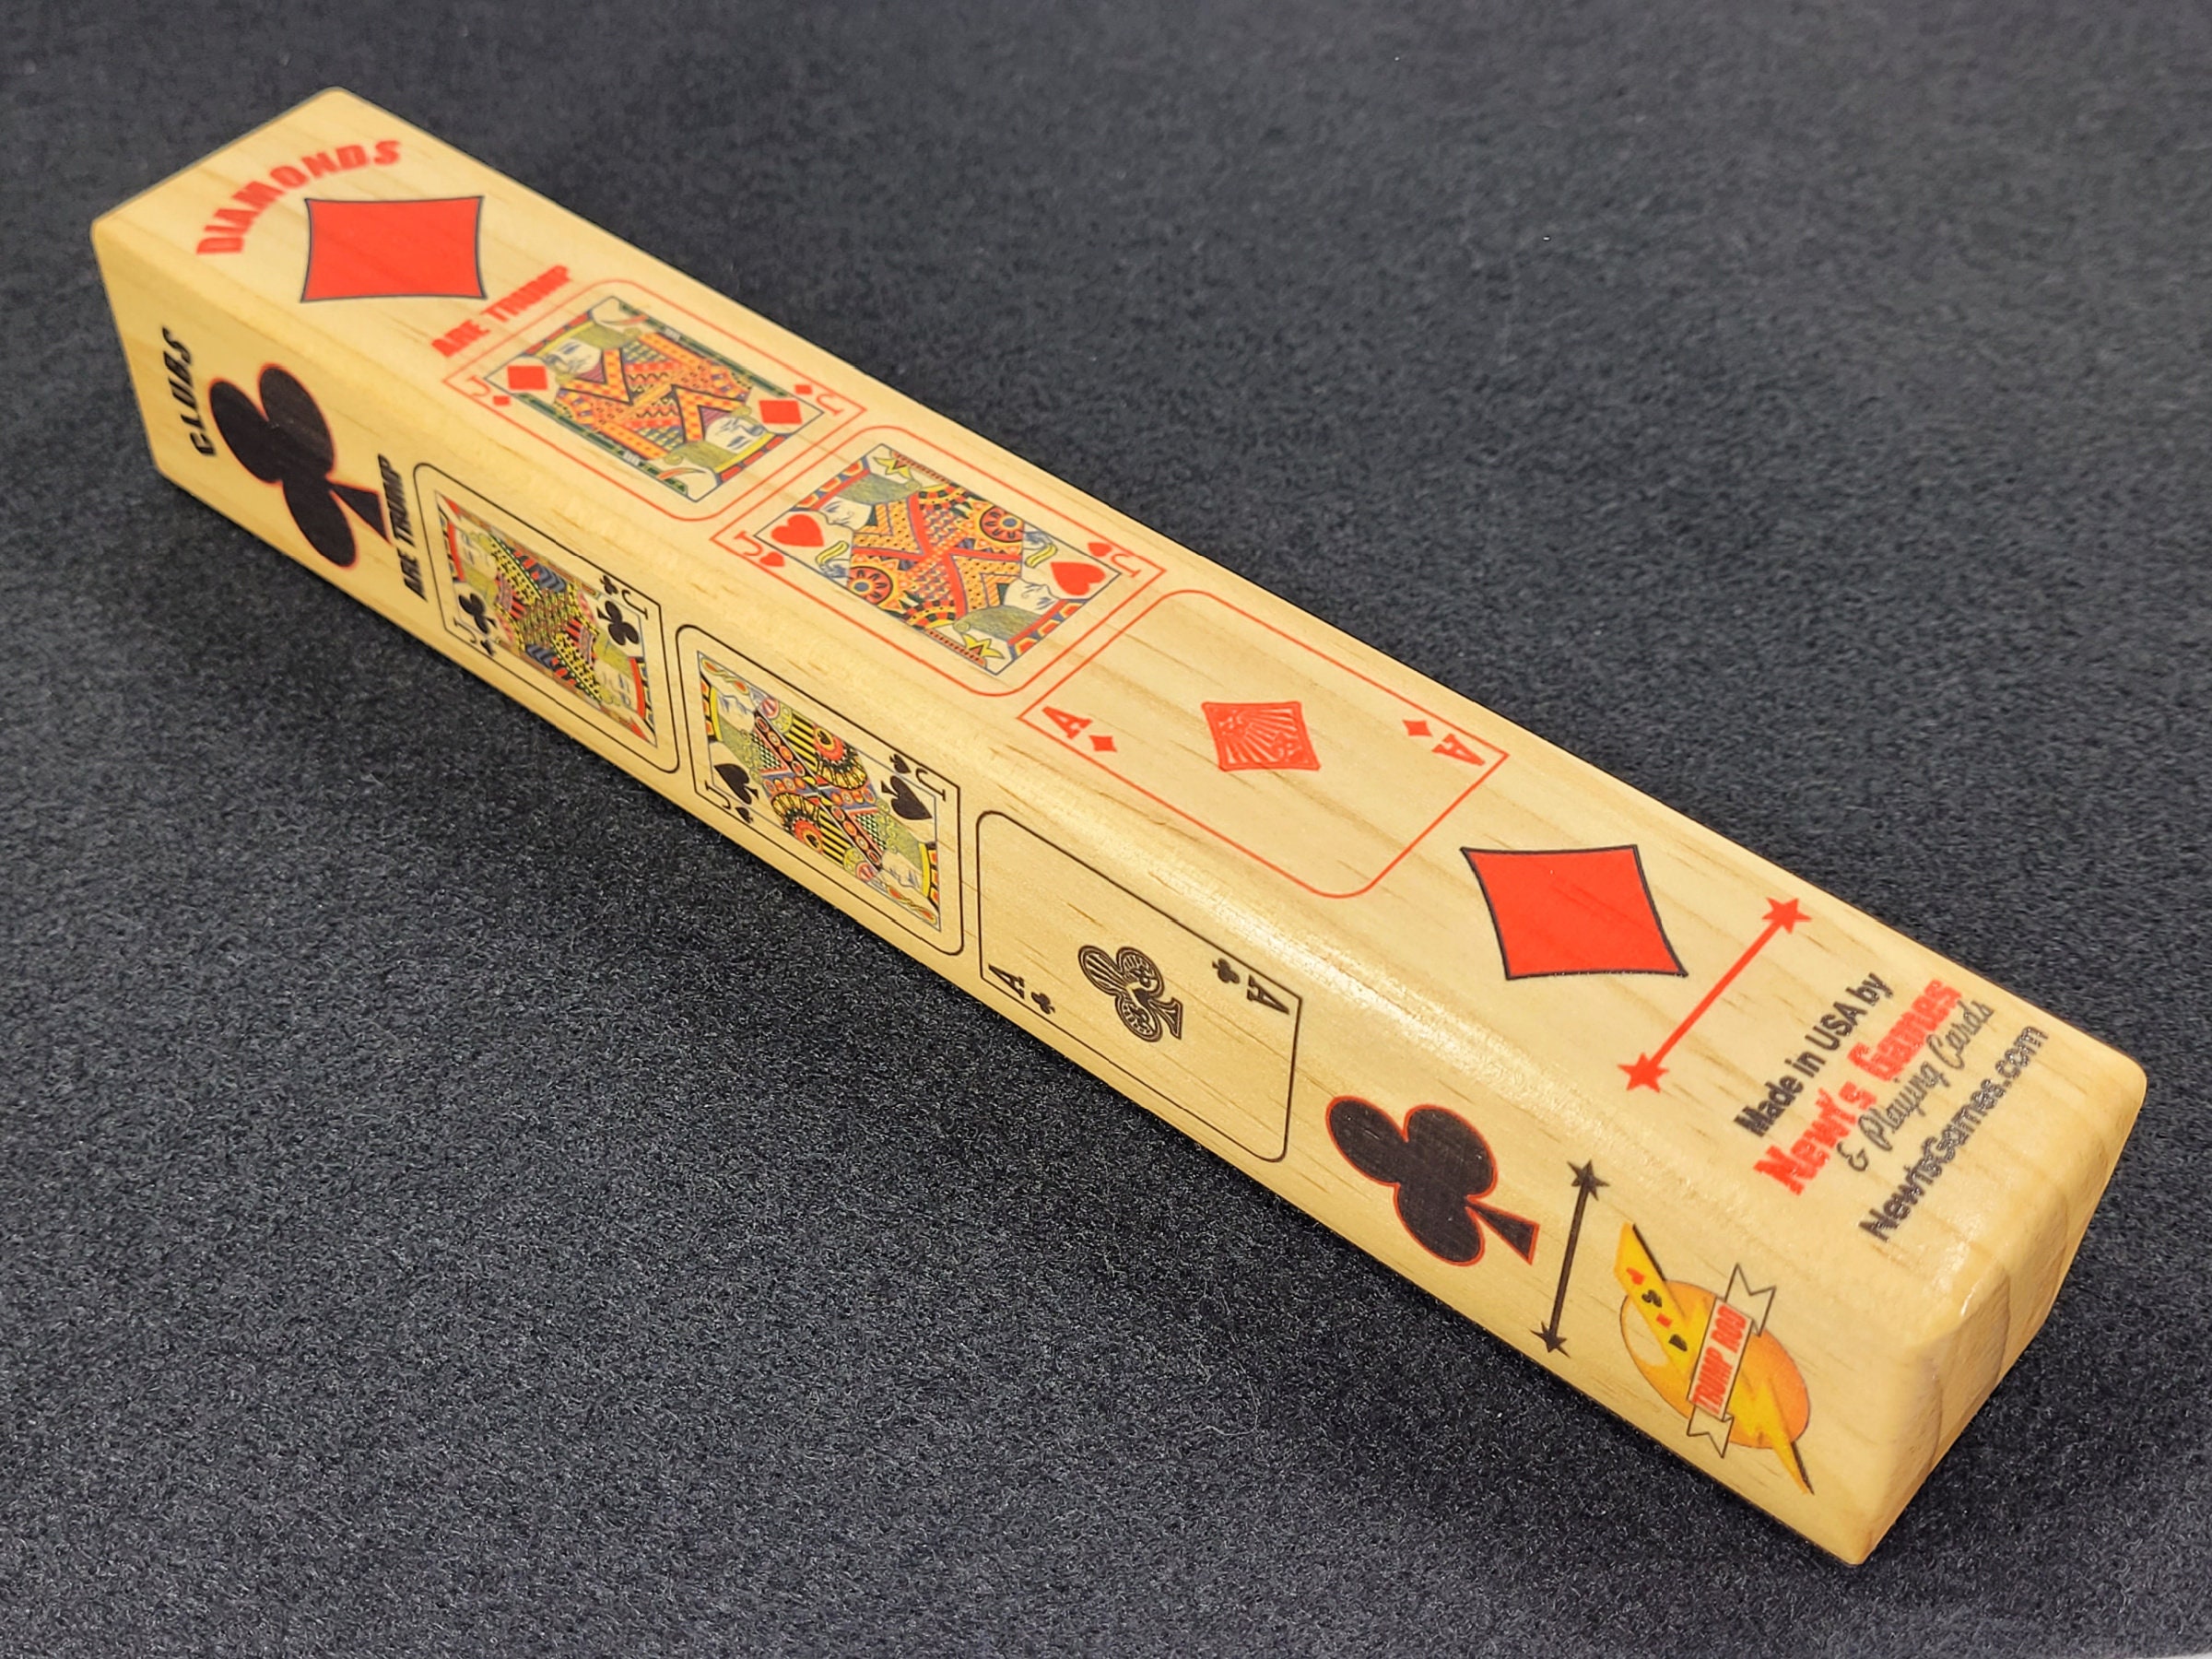 DIAMONDS
ARE TRUMP
J
J
J
J
A
A
Made in USA by
Newt's Games
& Playing Cards
NewtsGames.com
CLUBS
ARE TRUMP
J
J
J
J
A
A
TRUMP ROD